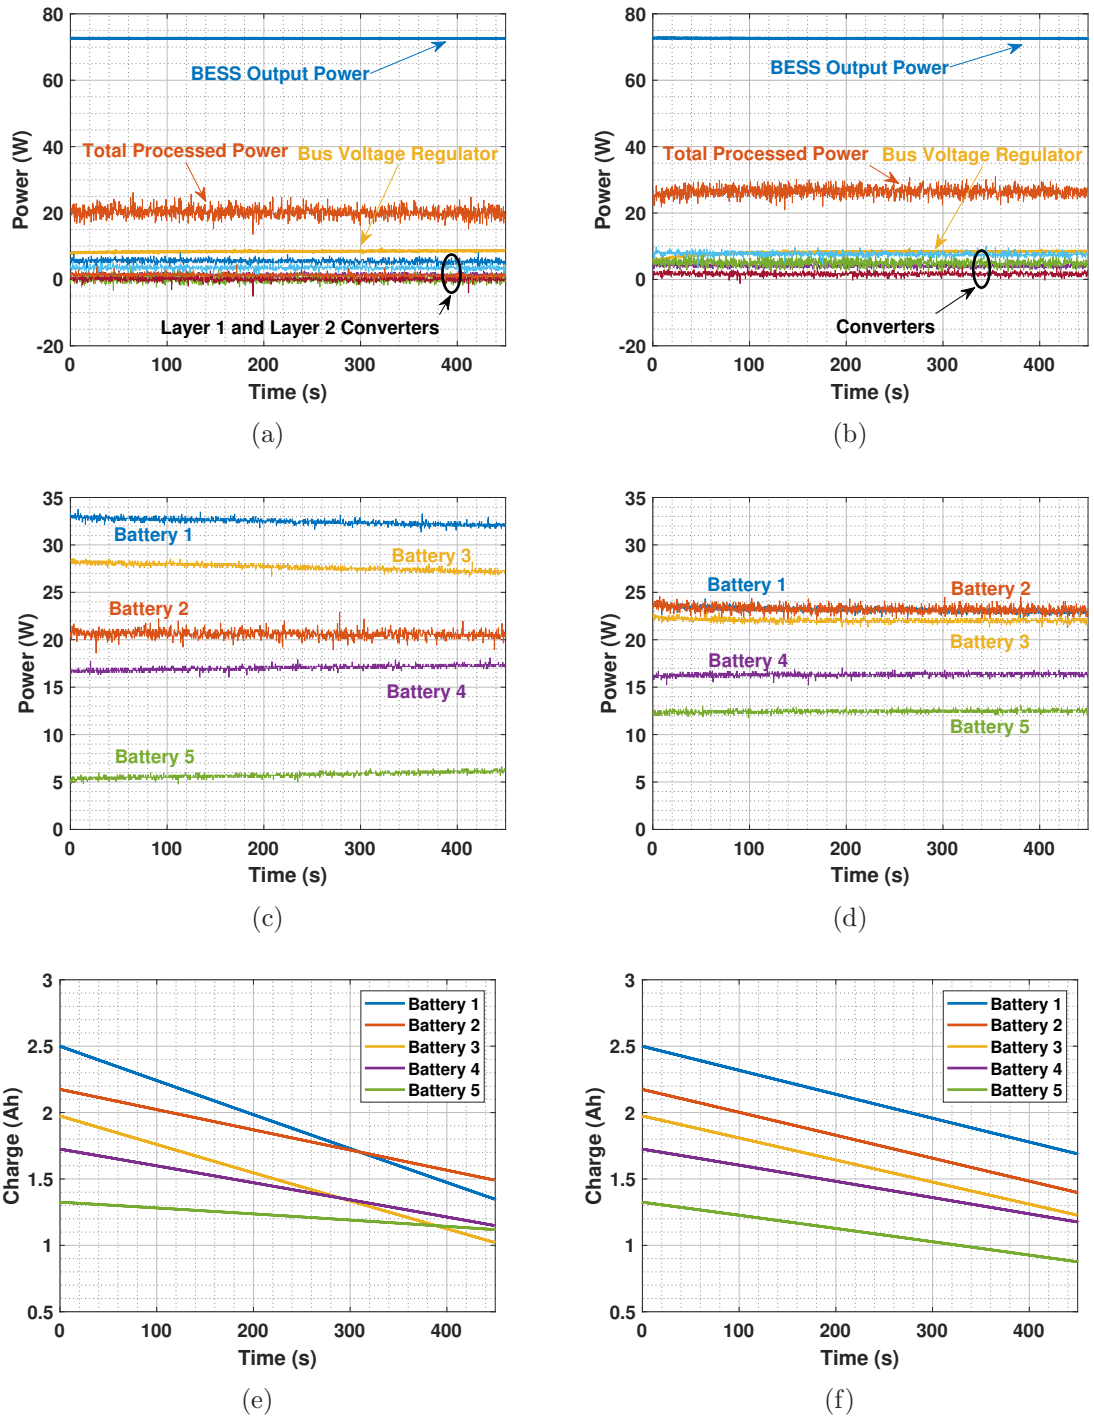 80
60
40
20
0
-20
Power (W)
BESS Output Power
Total Processed Power
Bus Voltage Regulator
Layer 1 and Layer 2 Converters
0 100 200 300 400
Time (s)
(a)
80
60
40
20
0
-20
Power (W)
BESS Output Power
Total Processed Power
Bus Voltage Regulator
Converters
0 100 200 300 400
Time (s)
(b)
35
30
25
20
15
10
5
0
Power (W)
Battery 1
Battery 3
Battery 2
Battery 4
Battery 5
0 100 200 300 400
Time (s)
(c)
35
30
25
20
15
10
5
0
Power (W)
Battery 1
Battery 2
Battery 3
Battery 4
Battery 5
0 100 200 300 400
Time (s)
(d)
3
2.5
2
1.5
1
0.5
Charge (Ah)
Battery 1
Battery 2
Battery 3
Battery 4
Battery 5
0 100 200 300 400
Time (s)
(e)
3
2.5
2
1.5
1
0.5
Charge (Ah)
Battery 1
Battery 2
Battery 3
Battery 4
Battery 5
0 100 200 300 400
Time (s)
(f)